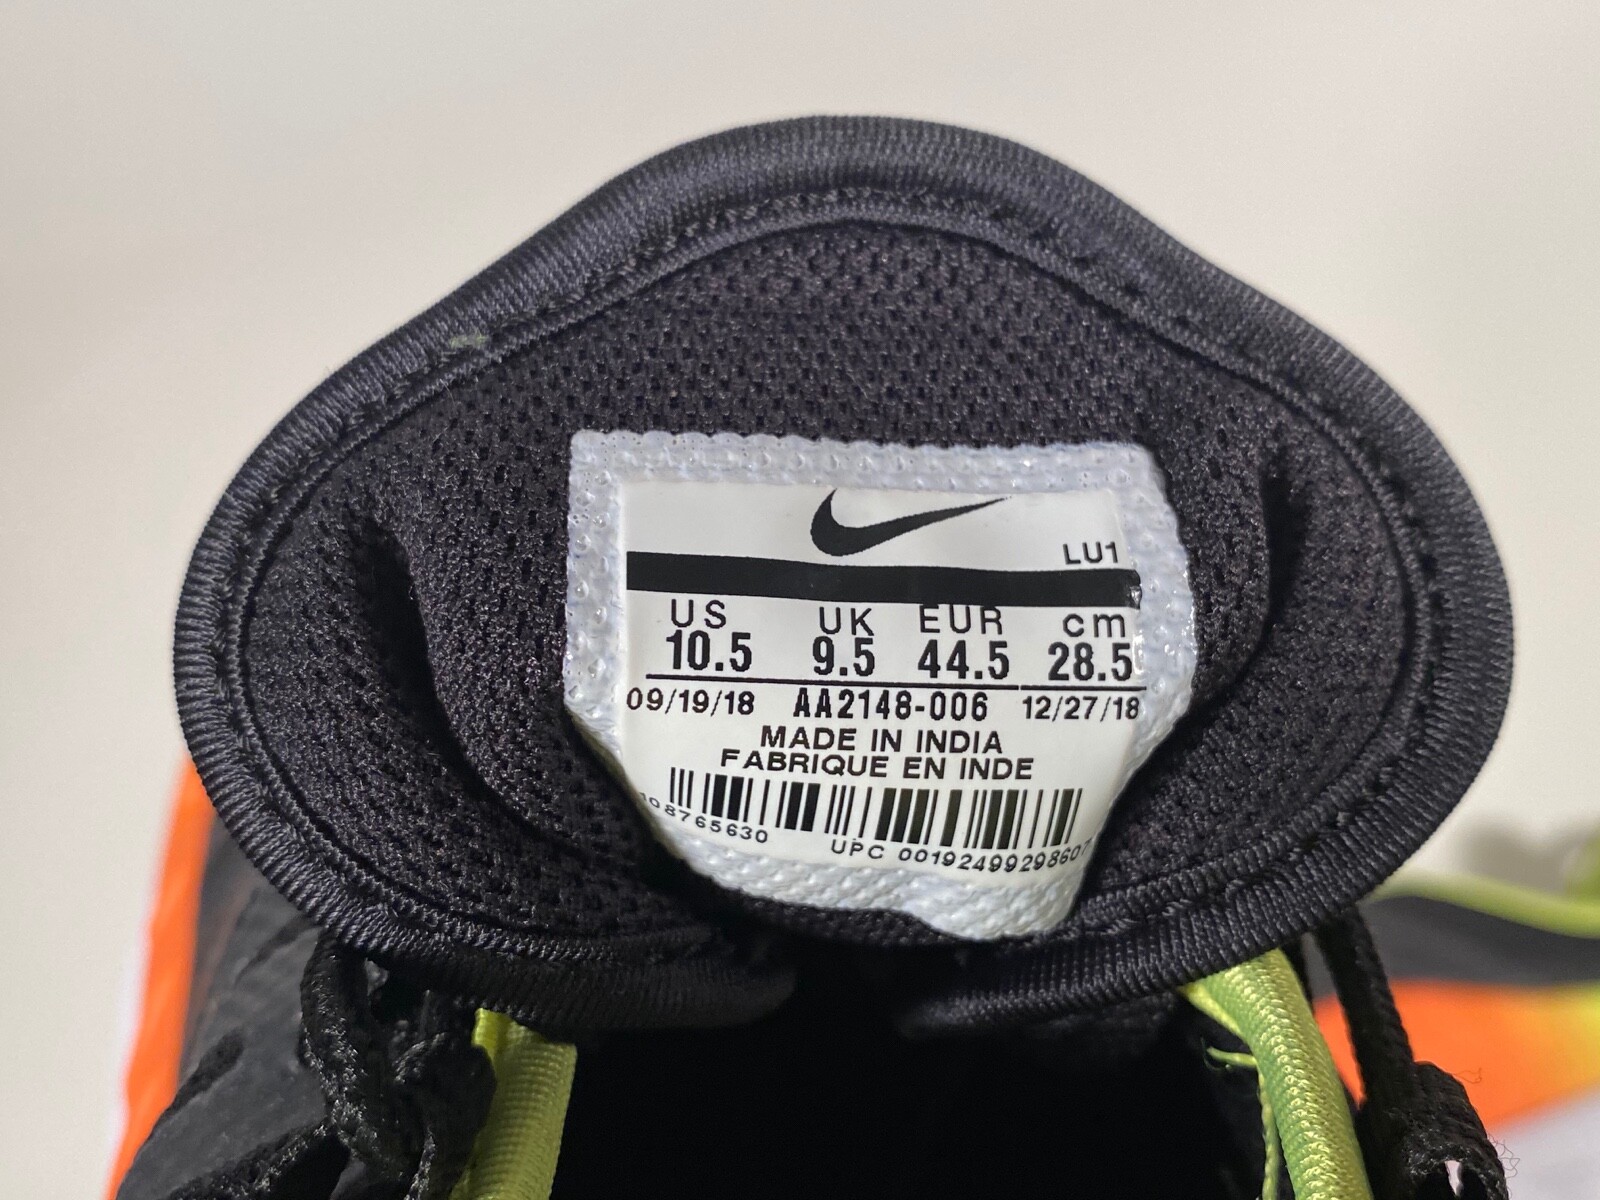 LU1
US UK EUR cm
10.5 9.5 44.5 28.5
09/19/18 AA2148-006 12/27/18
MADE IN INDIA
FABRIQUE EN INDE
UPC 00192499298607